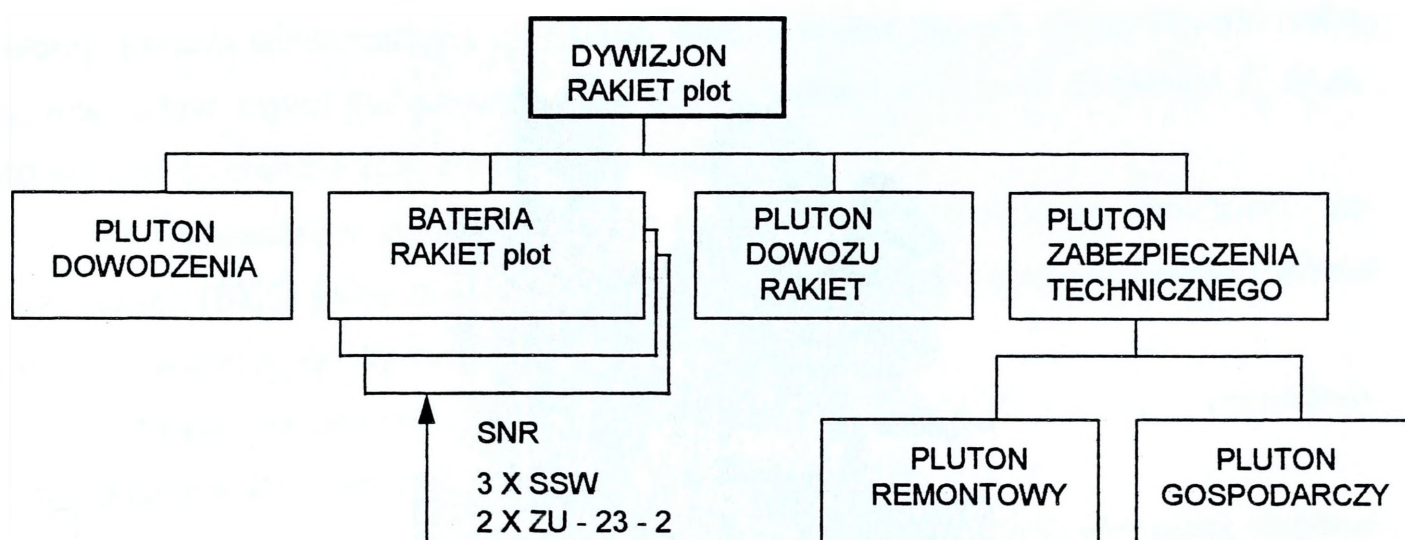 DYWIZJON
RAKIET plot
PLUTON
DOWODZENIA
BATERIA
RAKIET plot
PLUTON
DOWOZU
RAKIET
PLUTON
ZABEZPIECZENIA
TECHNICZNEGO
SNR
3 X SSW
2 X ZU - 23 - 2
PLUTON
REMONTOWY
PLUTON
GOSPODARCZY